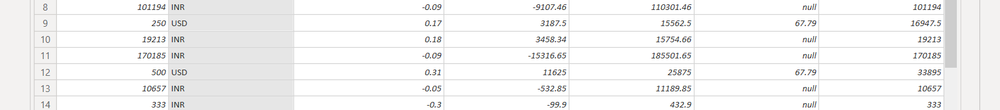 8 101194 INR -0.09 -9107.46 110301.46 null 101194
9 250 USD 0.17 3187.5 15562.5 67.79 16947.5
10 19213 INR 0.18 3458.34 15754.66 null 19213
11 170185 INR -0.09 -15316.65 185501.65 null 170185
12 500 USD 0.31 11625 25875 67.79 33895
13 10657 INR -0.05 -532.85 11189.85 null 10657
14 333 INR -0.3 -99.9 432.9 null 333